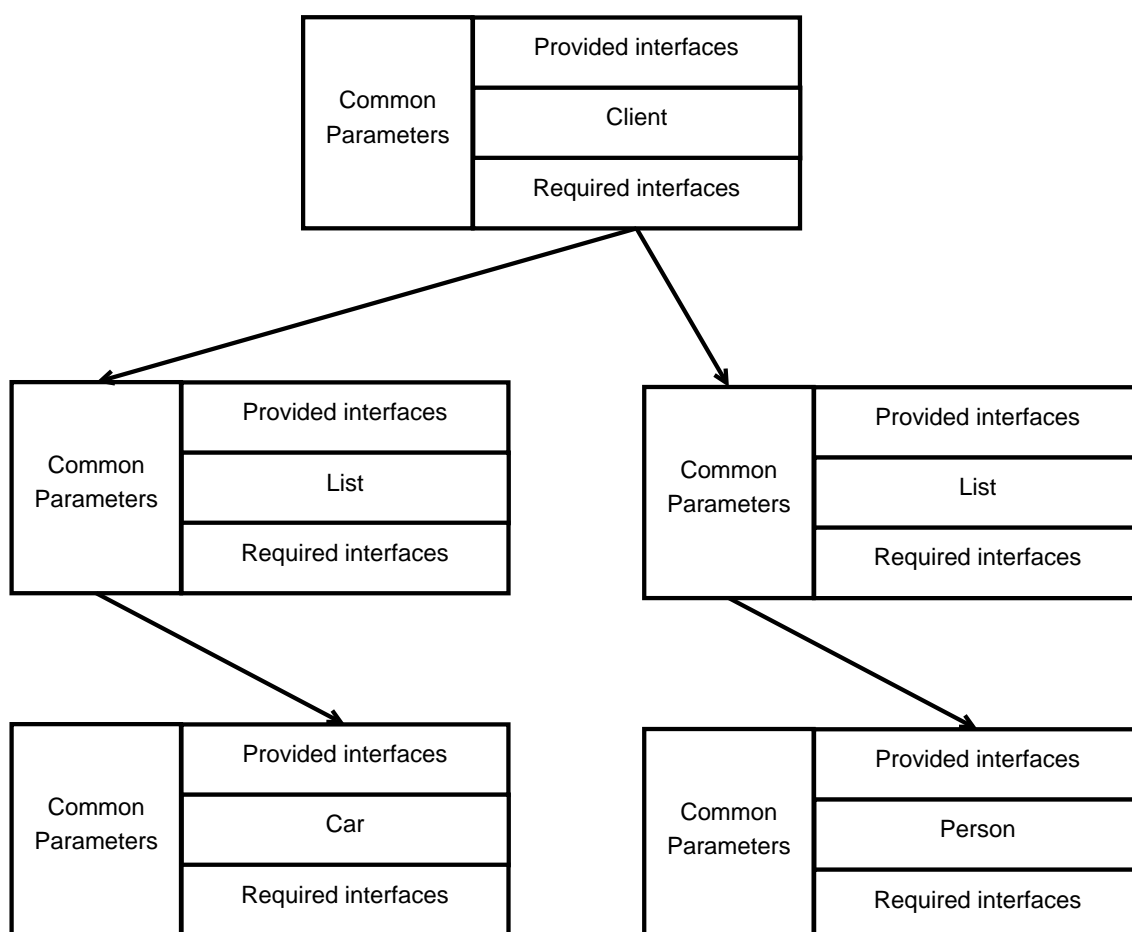 Common
Parameters
Provided interfaces
Client
Required interfaces
Common
Parameters
Provided interfaces
List
Required interfaces
Common
Parameters
Provided interfaces
List
Required interfaces
Common
Parameters
Provided interfaces
Car
Required interfaces
Common
Parameters
Provided interfaces
Person
Required interfaces